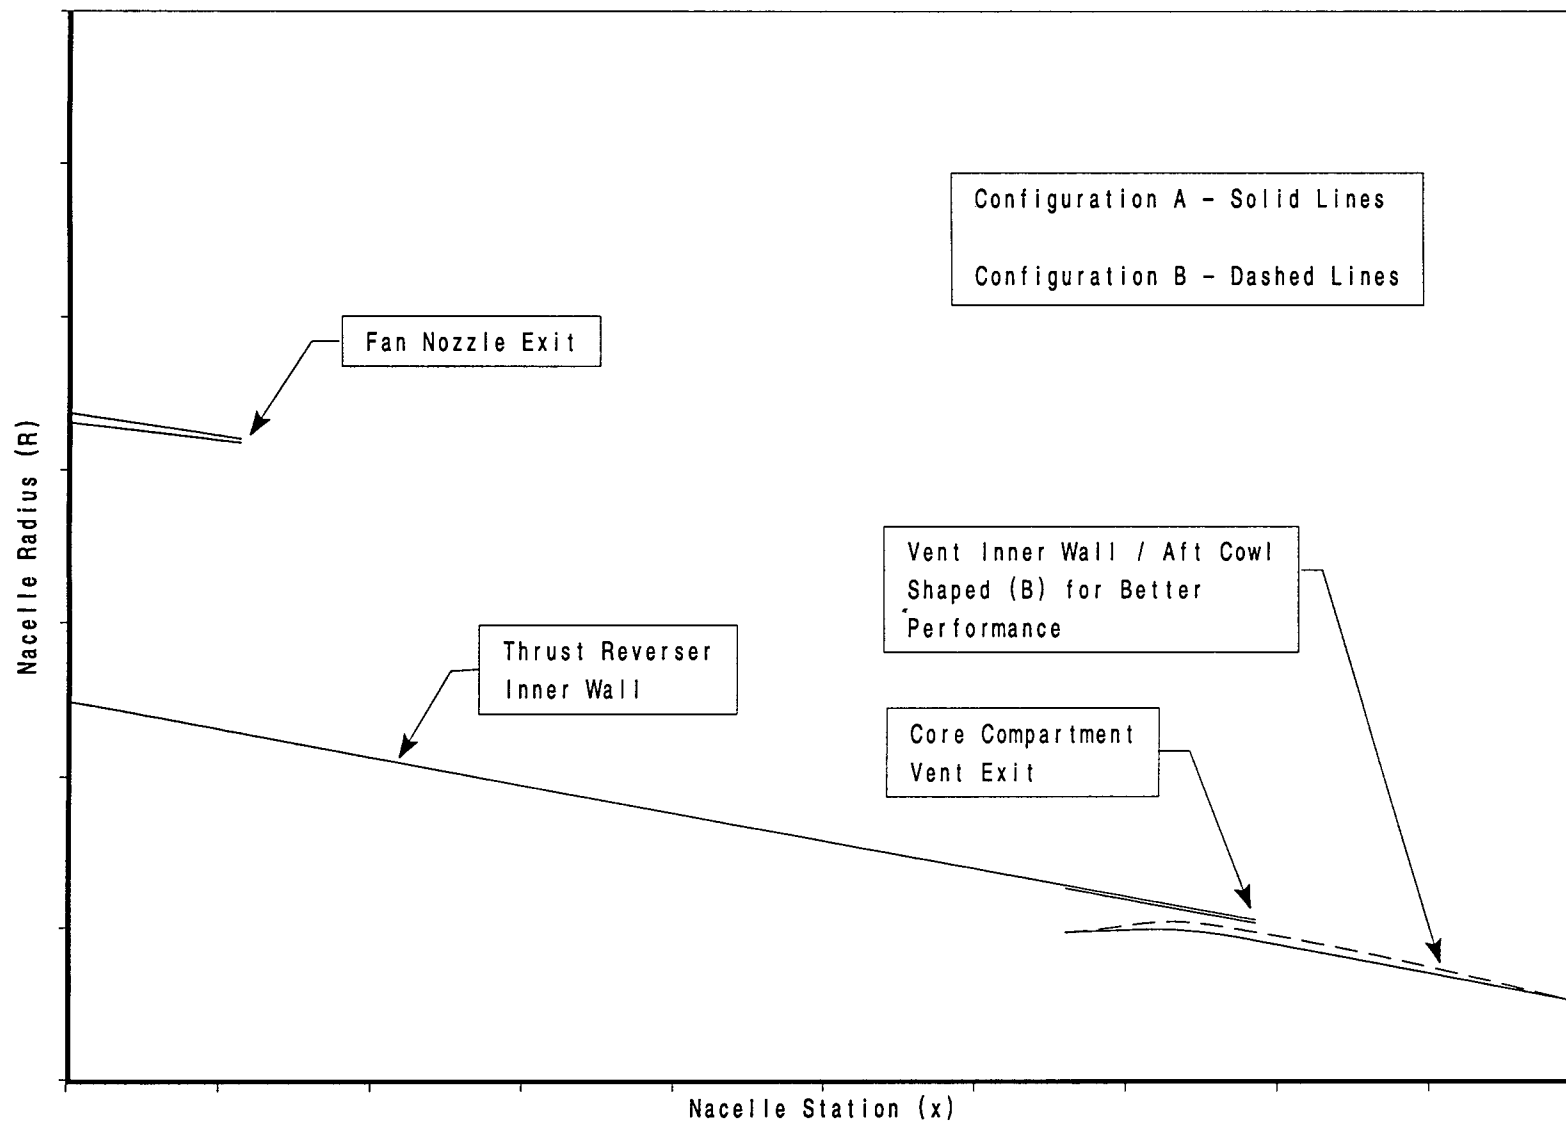 Configuration A - Solid Lines
Configuration B - Dashed Lines
Fan Nozzle Exit
Nacelle Radius (R)
Vent Inner Wall / Aft Cowl
Shaped (B) for Better
Performance
Thrust Reverser
Inner Wall
Core Compartment
Vent Exit
Nacelle Station (x)